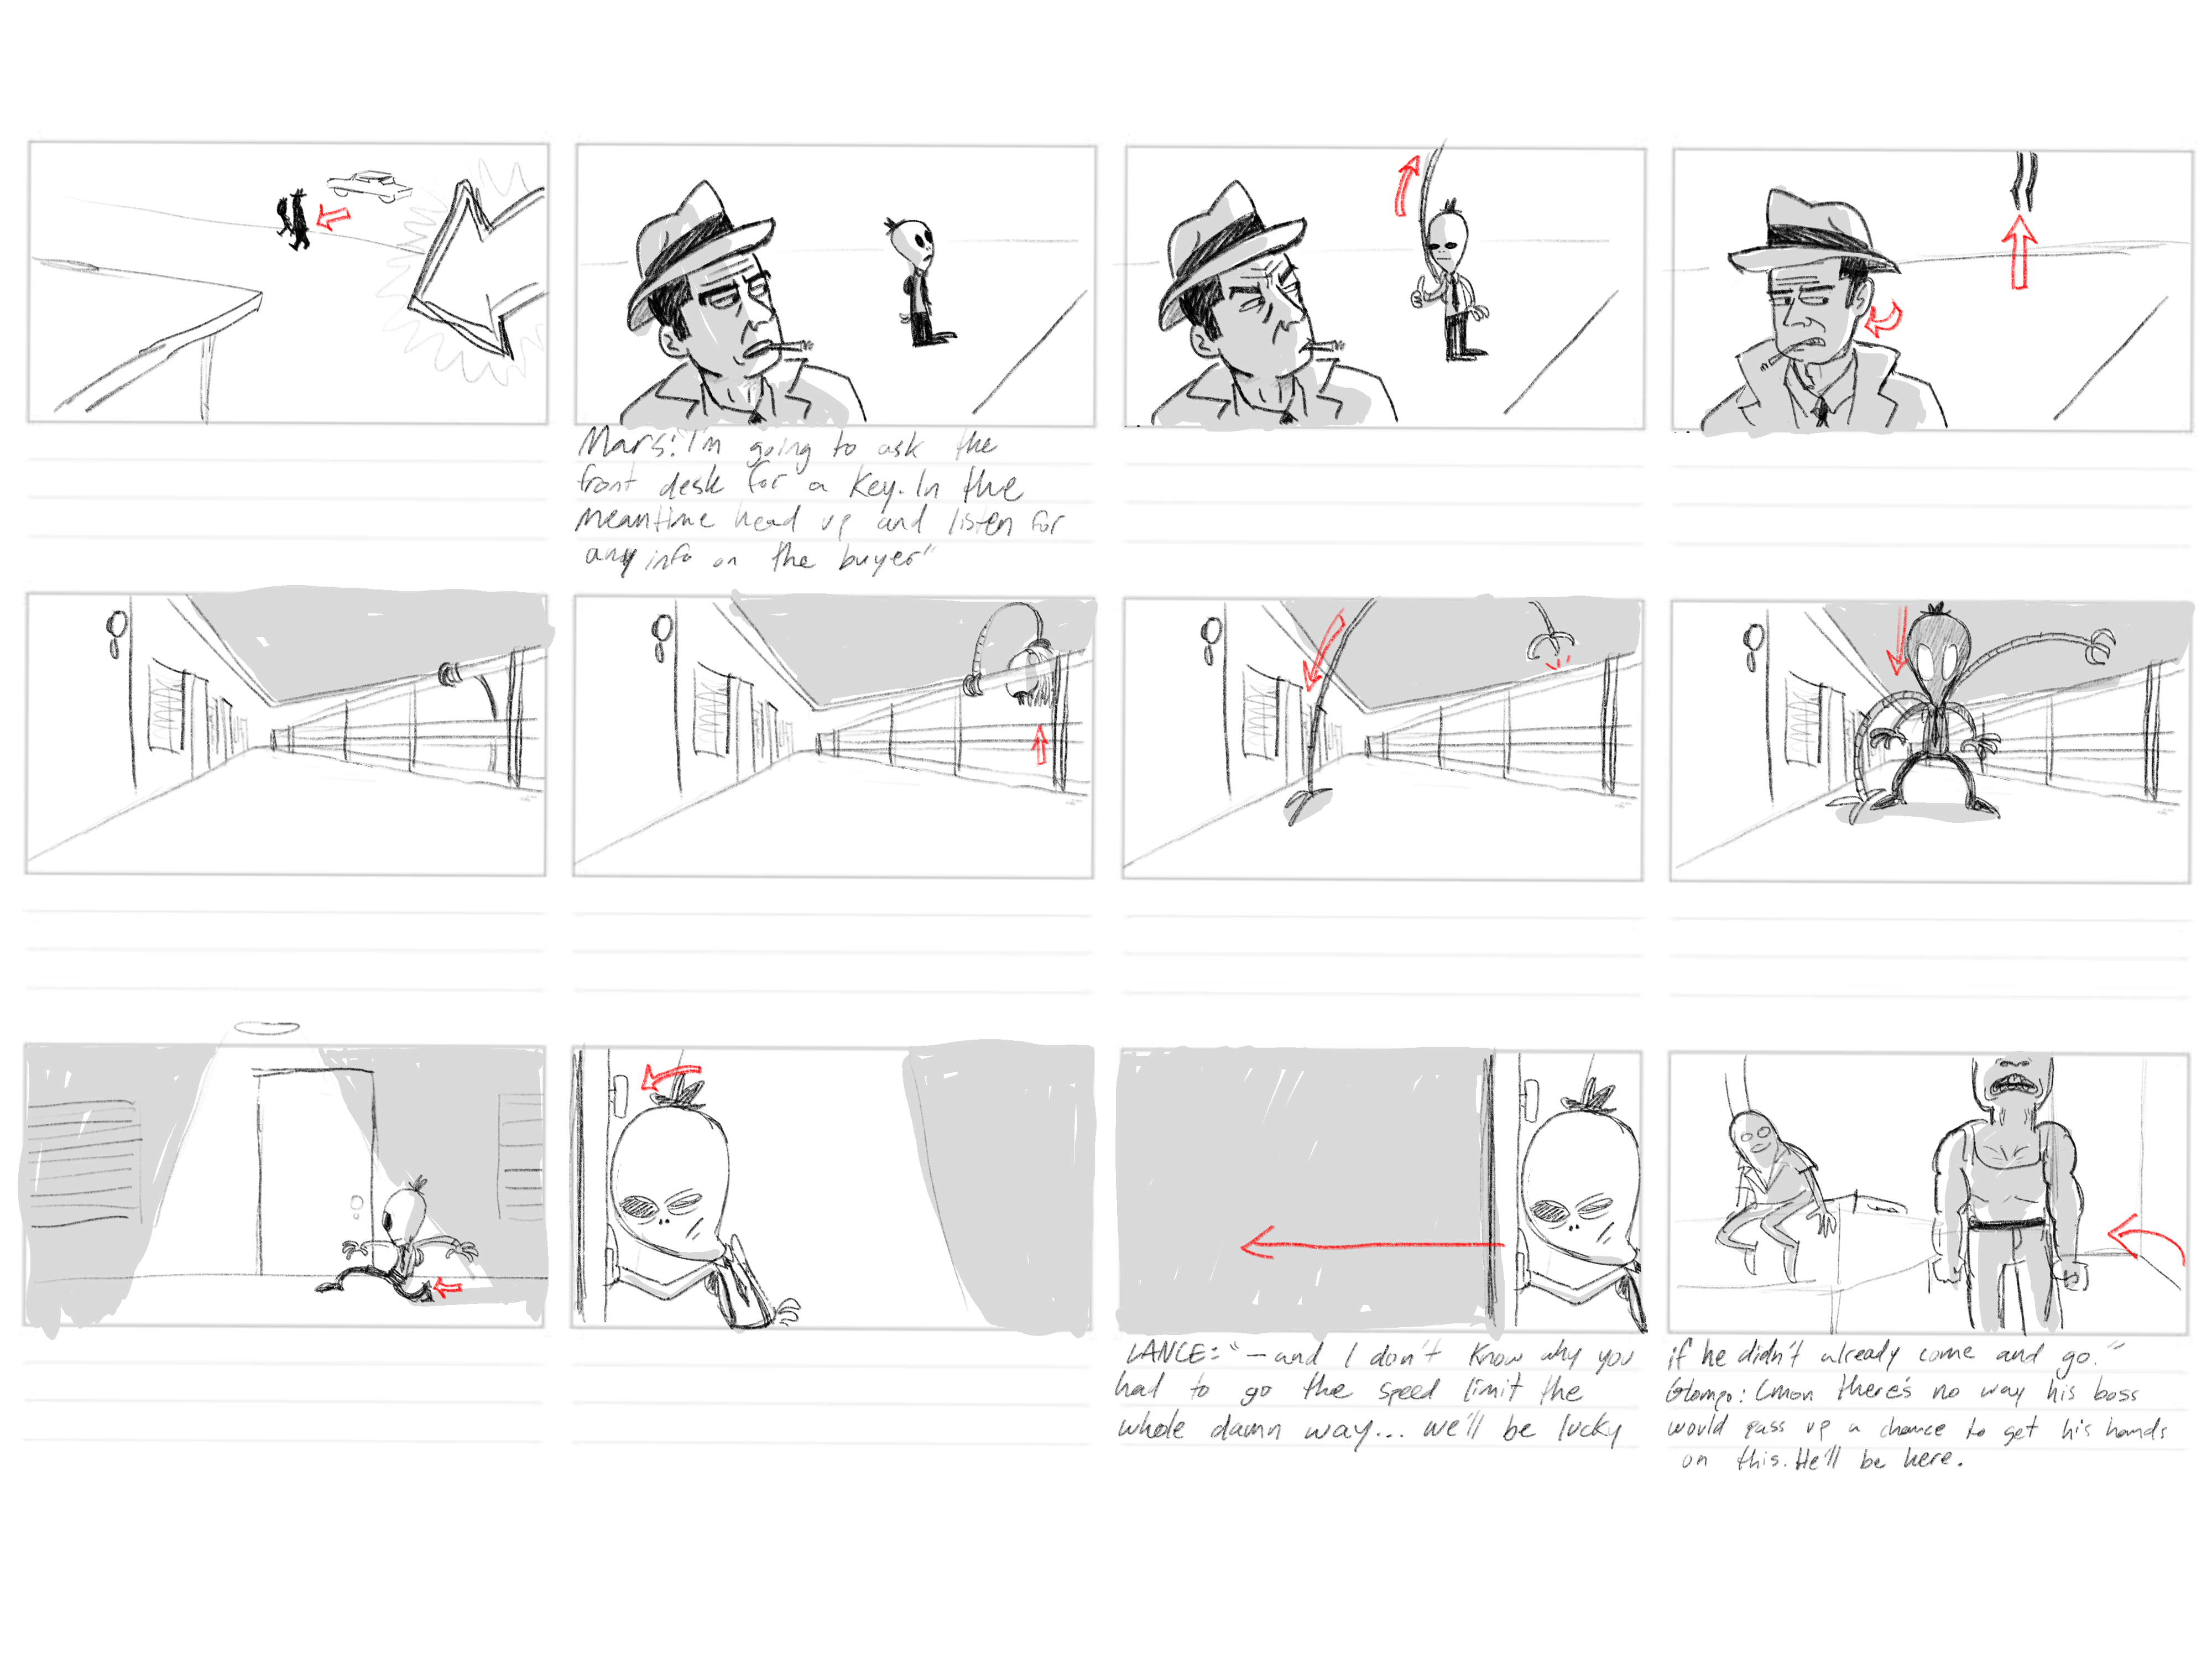 Mars: "I'm going to ask the
front desk for a key. In the
meantime head up and listen for
any info on the buyer"
LANCE: "—and I don't know why you
had to go the speed limit the
whole damn way... we'll be lucky
if he didn't already come and go."
Glompo: Cmon there's no way his boss
would pass up a chance to get his hands
on this. He'll be here.